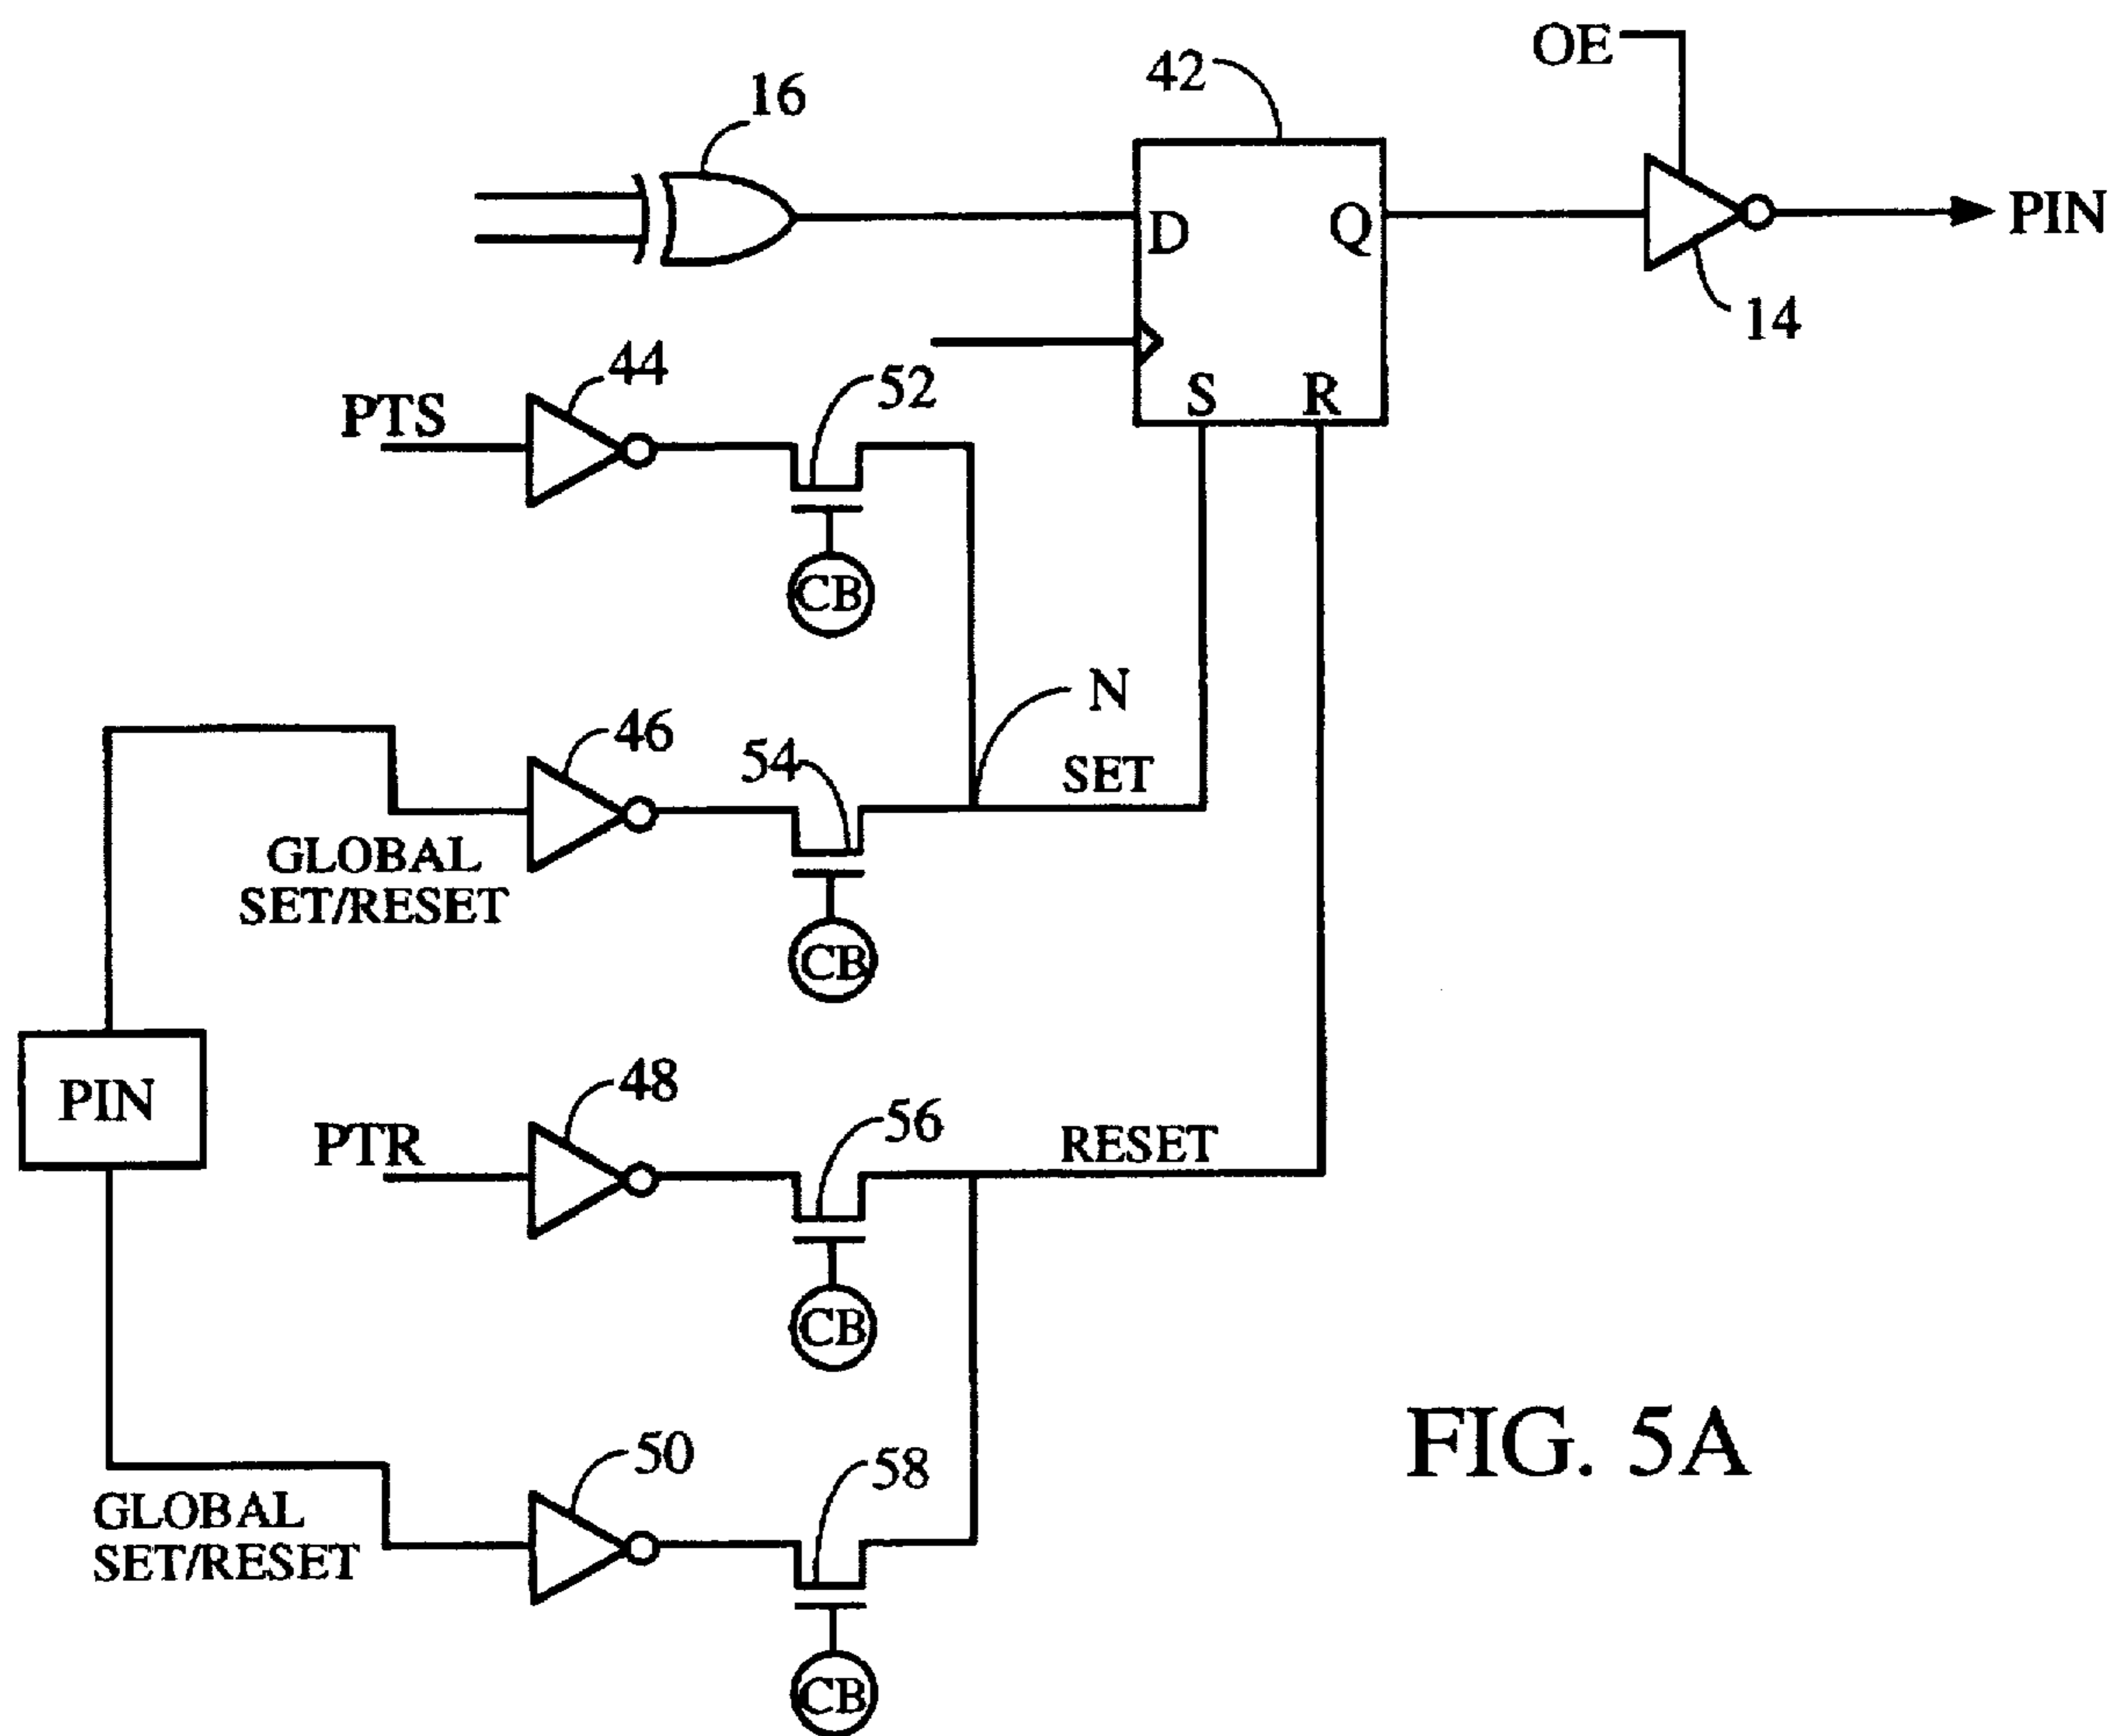 OE
42
16
D
Q
PIN
14
44
52
S
R
PTS
CB
N
46
54
SET
GLOBAL
SET/RESET
CB
PIN
48
56
PTR
RESET
CB
50
58
GLOBAL
SET/RESET
CB
FIG. 5A